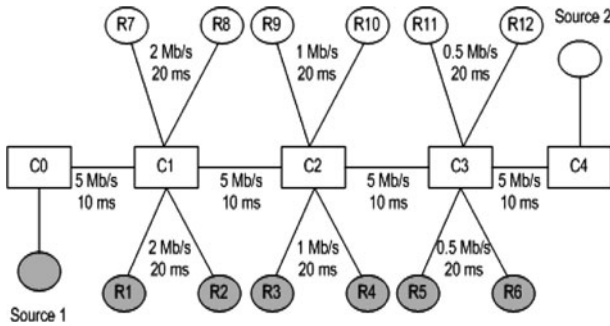 R7 R8 R9 R10 R11 R12 Source 2
2 Mb/s 1 Mb/s 0.5 Mb/s
20 ms 20 ms 20 ms
C0 C1 C2 C3 C4
5 Mb/s 5 Mb/s 5 Mb/s 5 Mb/s
10 ms 10 ms 10 ms 10 ms
2 Mb/s 1 Mb/s 0.5 Mb/s
20 ms 20 ms 20 ms
R1 R2 R3 R4 R5 R6
Source 1